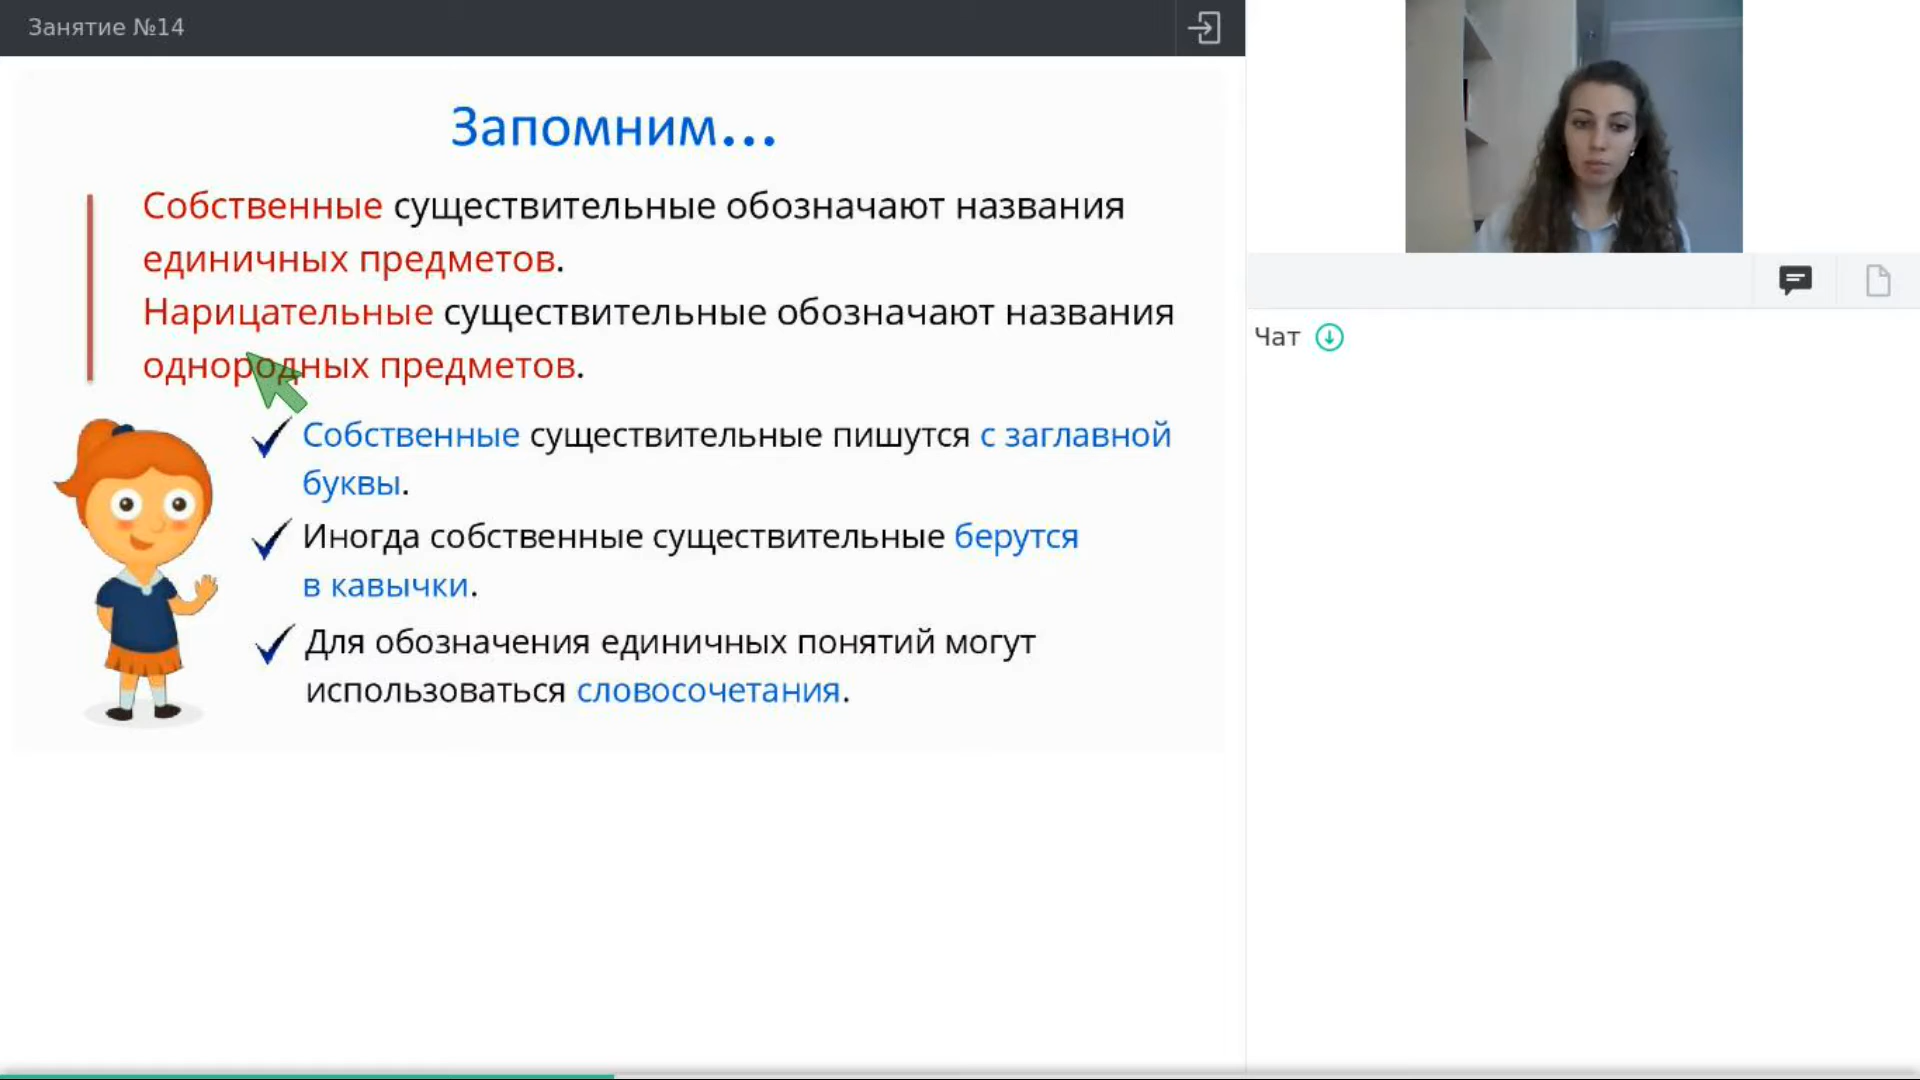 Занятие №14
Запомним...
Собственные существительные обозначают названия
единичных предметов.
Нарицательные существительные обозначают названия
однородных предметов.
Собственные существительные пишутся с заглавной
буквы.
Иногда собственные существительные берутся
в кавычки.
Для обозначения единичных понятий могут
использоваться словосочетания.
Чат